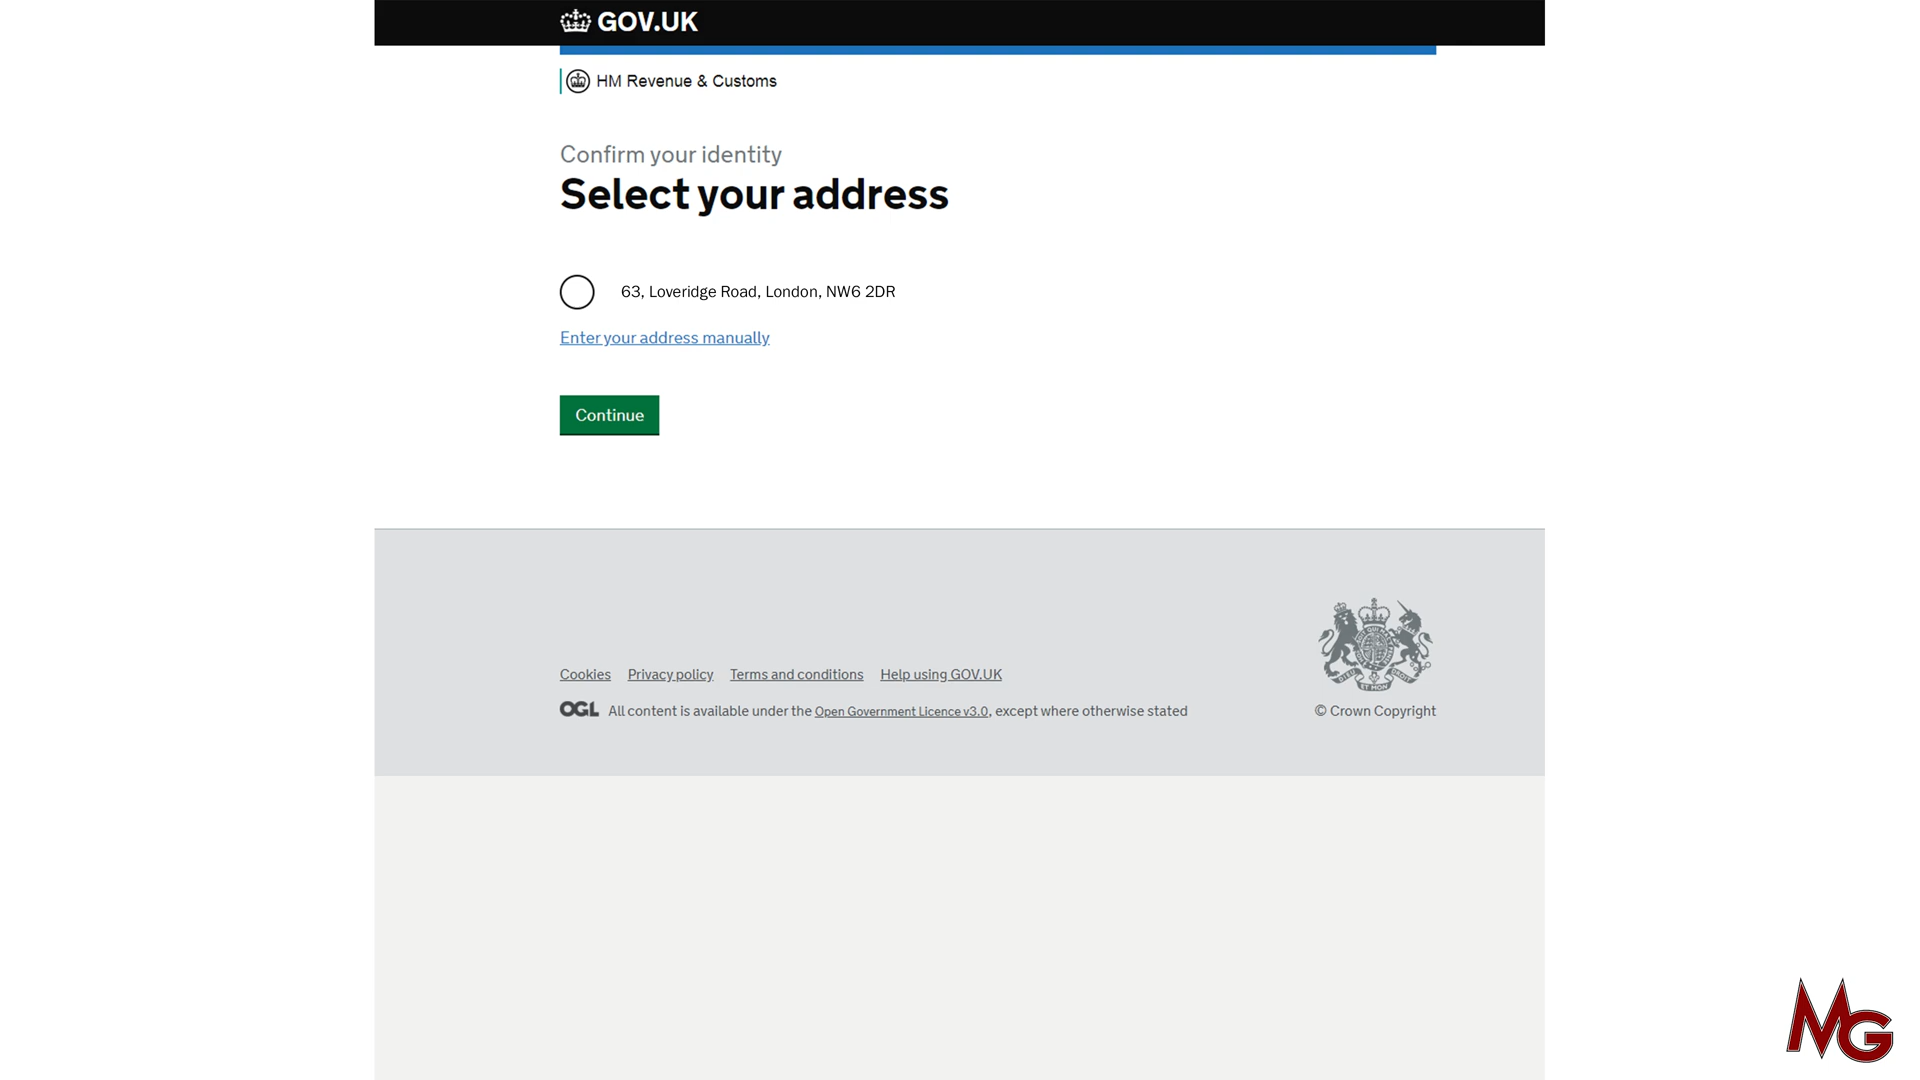 GOV.UK
HM Revenue & Customs
Confirm your identity
Select your address
63, Loveridge Road, London, NW6 2DR
Enter your address manually
Continue
Cookies Privacy policy Terms and conditions Help using GOV.UK
OGL All content is available under the Open Government Licence v3.0, except where otherwise stated
© Crown Copyright
MG